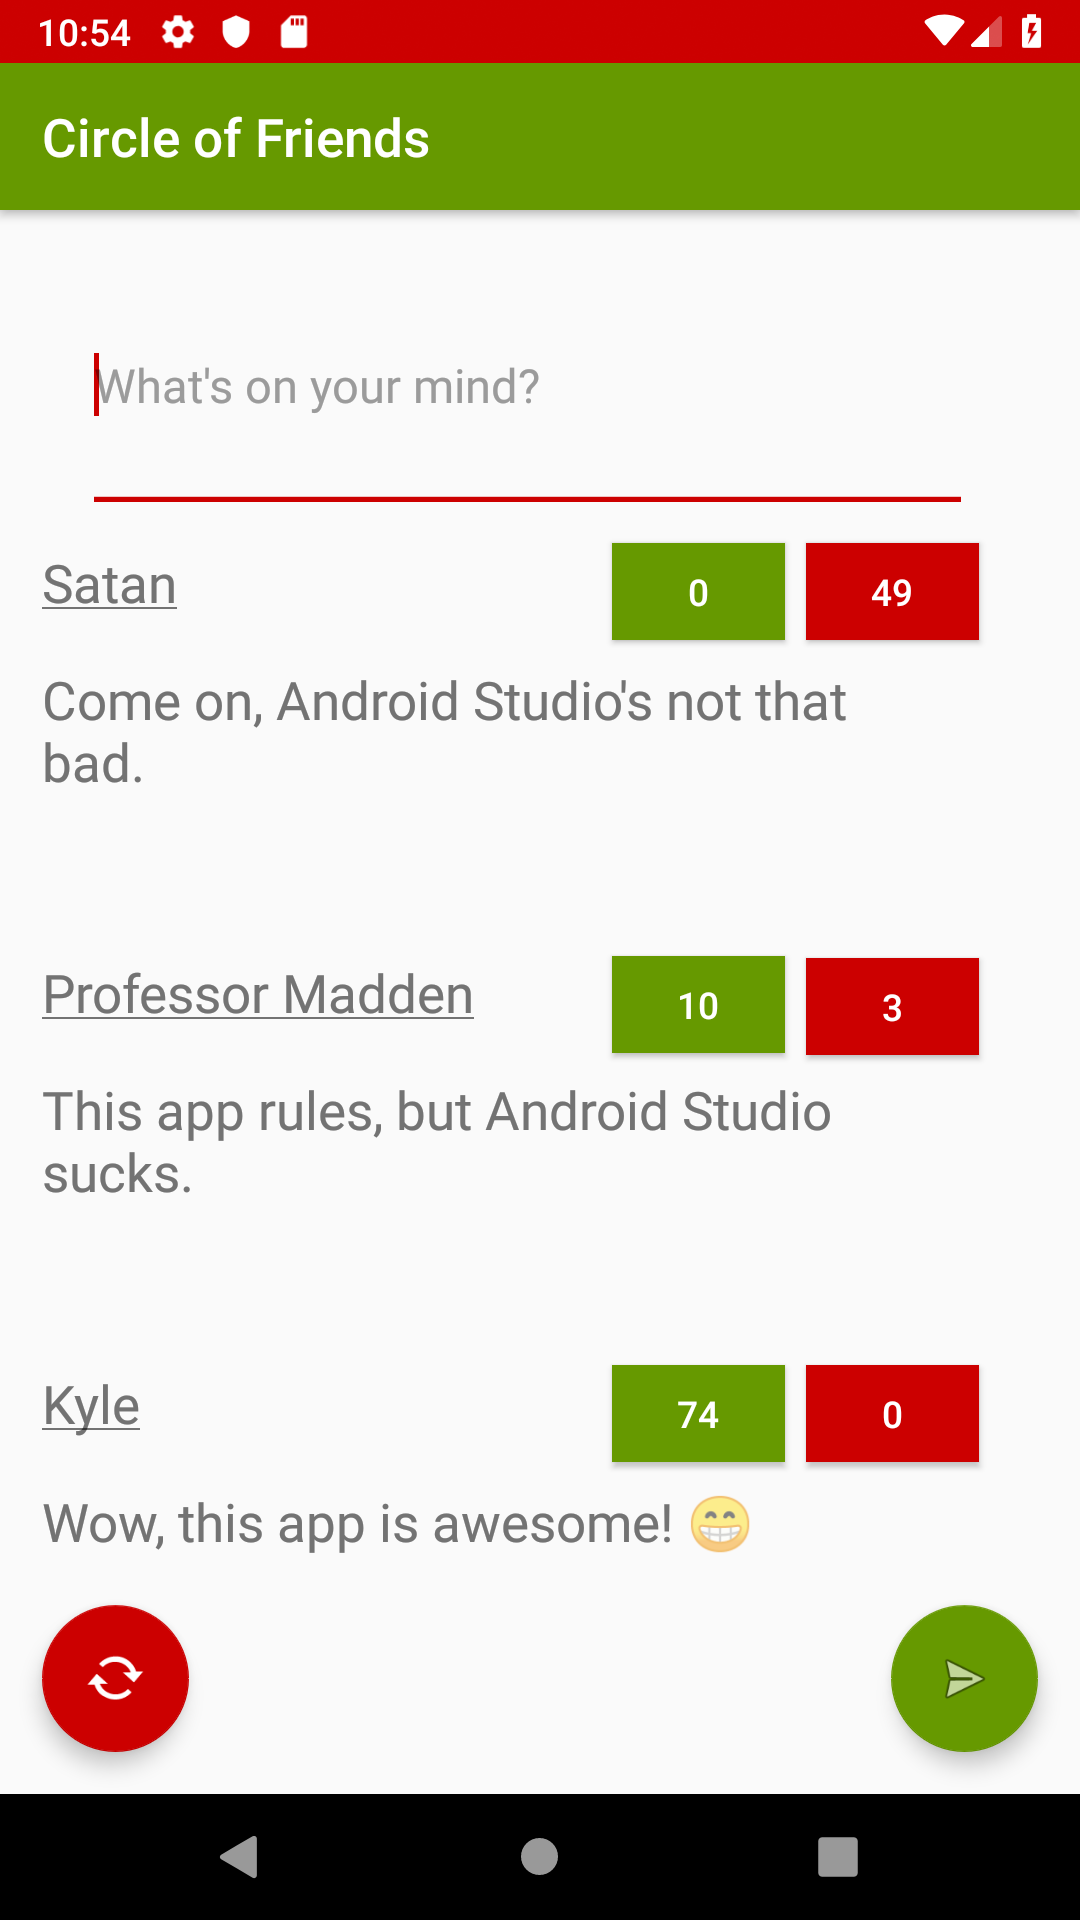 10:54
Circle of Friends
What's on your mind?
Satan
0
49
Come on, Android Studio's not that
bad.
Professor Madden
10
3
This app rules, but Android Studio
sucks.
Kyle
74
0
Wow, this app is awesome! 😁